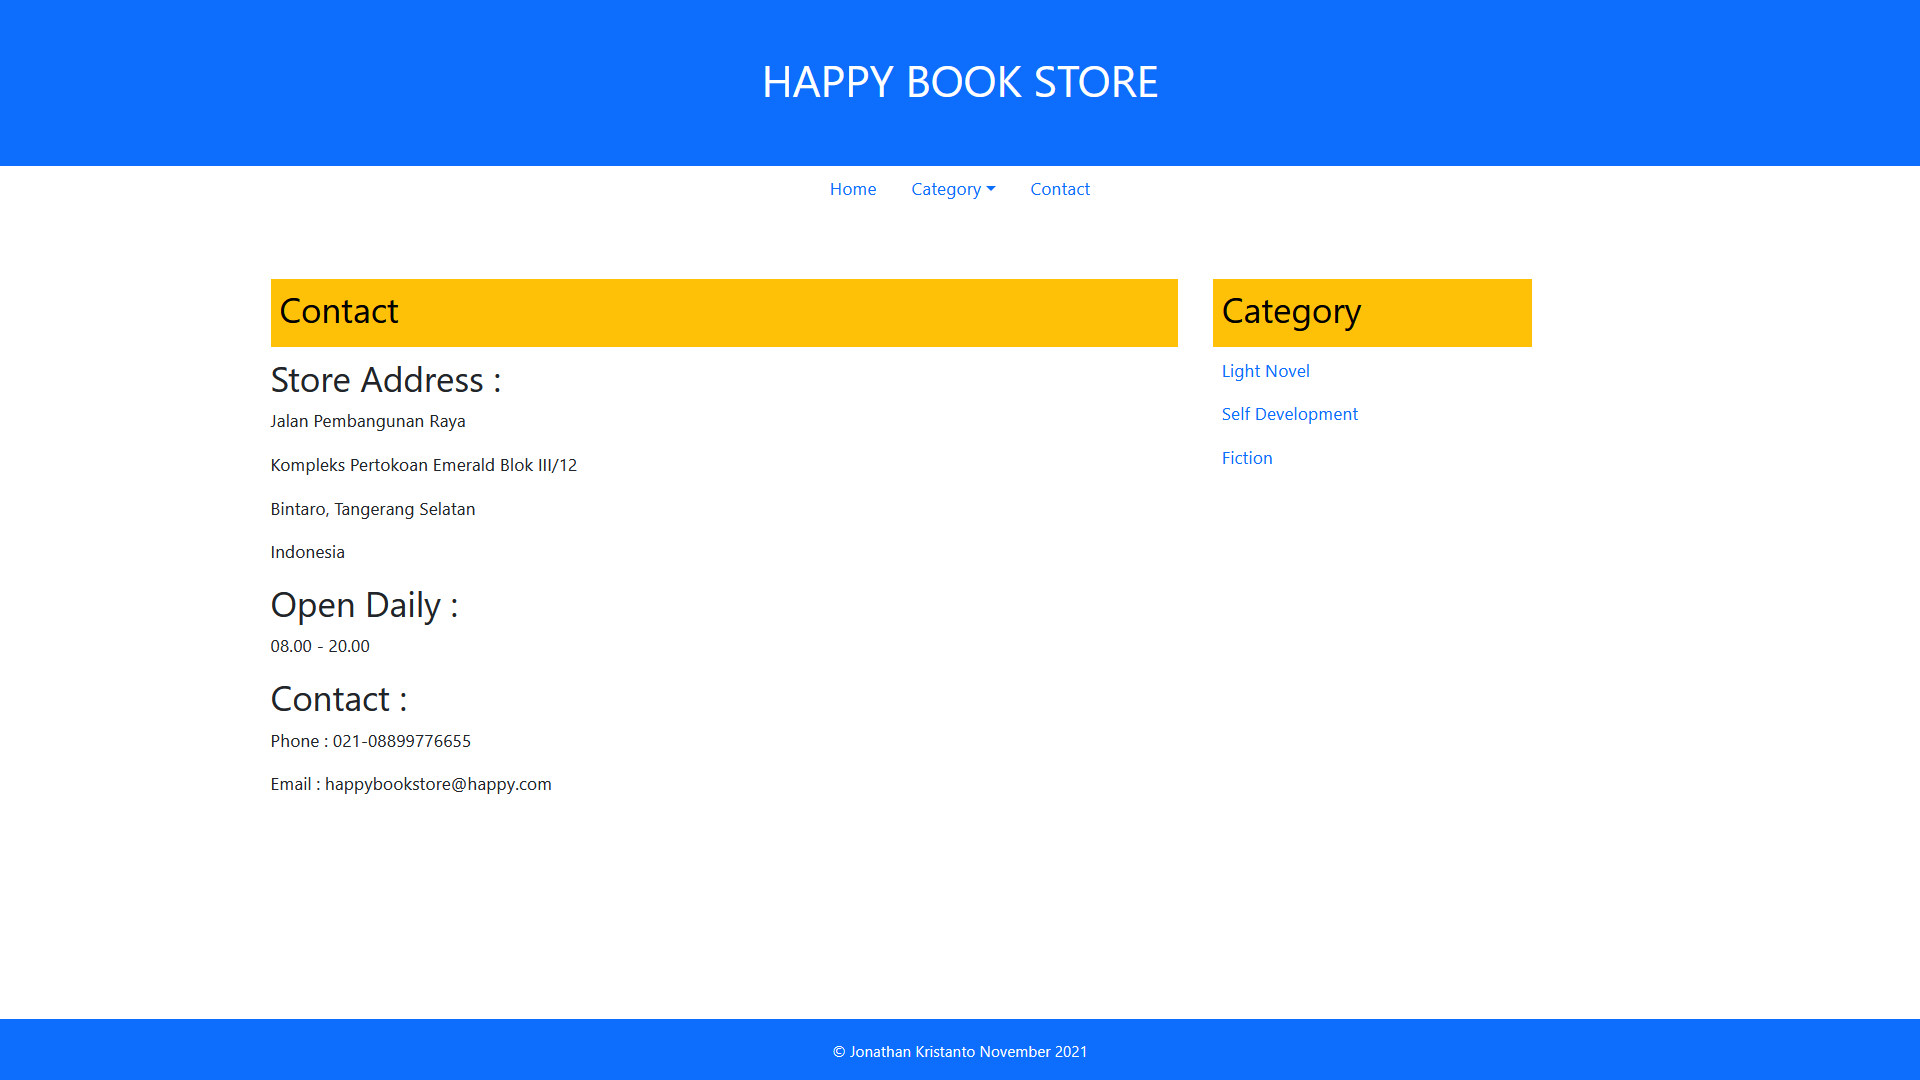 HAPPY BOOK STORE
Home Category Contact
Contact
Store Address :
Jalan Pembangunan Raya
Kompleks Pertokoan Emerald Blok III/12
Bintaro, Tangerang Selatan
Indonesia
Open Daily :
08.00 - 20.00
Contact :
Phone : 021-08899776655
Email : happybookstore@happy.com
Category
Light Novel
Self Development
Fiction
© Jonathan Kristanto November 2021